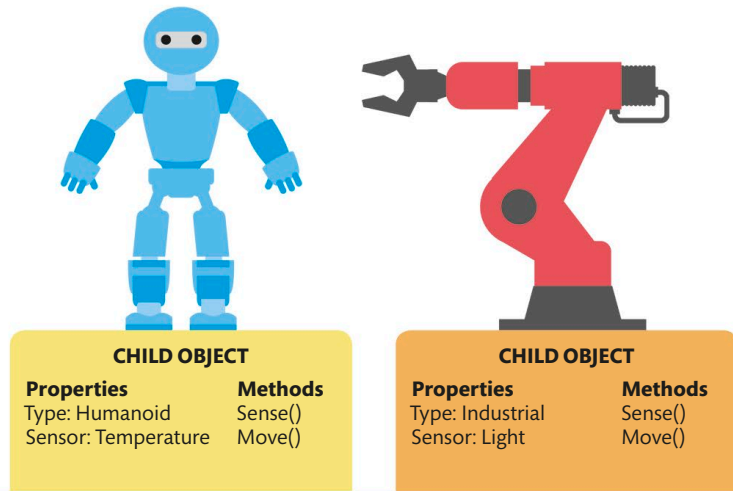 CHILD OBJECT
Properties Methods
Type: Humanoid Sense()
Sensor: Temperature Move()
CHILD OBJECT
Properties Methods
Type: Industrial Sense()
Sensor: Light Move()